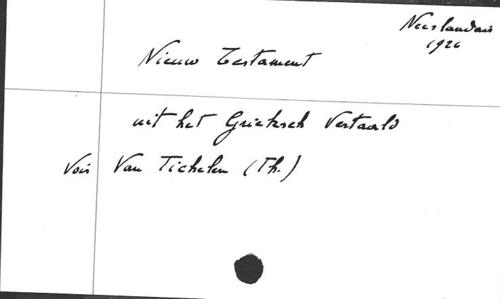 Neerlandais
1926
Nieuw Testament
uit het Grieksch Vertaald
Voir Van Tichelen (Th.)